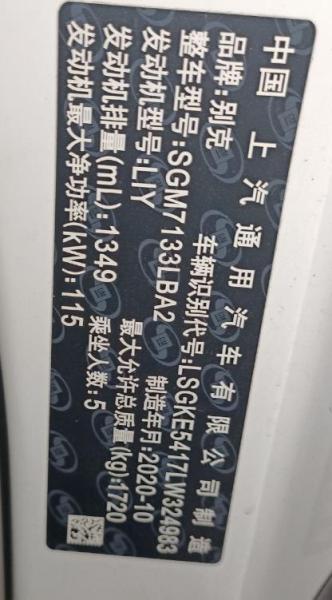 中国 上汽通用汽车有限公司制造
品牌:别克 车辆识别代号:LSGKE5417LW324983
整车型号:SGM7133LBA2 制造年月:2020-10
发动机型号:LIY 最大允许总质量(kg):1720
发动机排量(mL):1349 乘坐人数:5
发动机最大净功率(kW):115